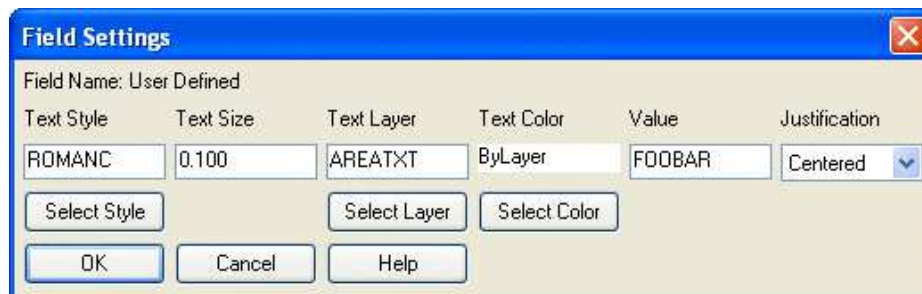 Field Settings
Field Name: User Defined
Text Style Text Size Text Layer Text Color Value Justification
ROMANC 0.100 AREATXT ByLayer FOOBAR Centered
Select Style Select Layer Select Color
OK Cancel Help